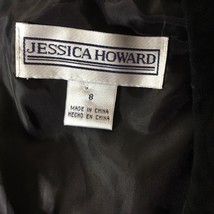 JESSICA HOWARD
8
MADE IN CHINA
HECHO EN CHINA